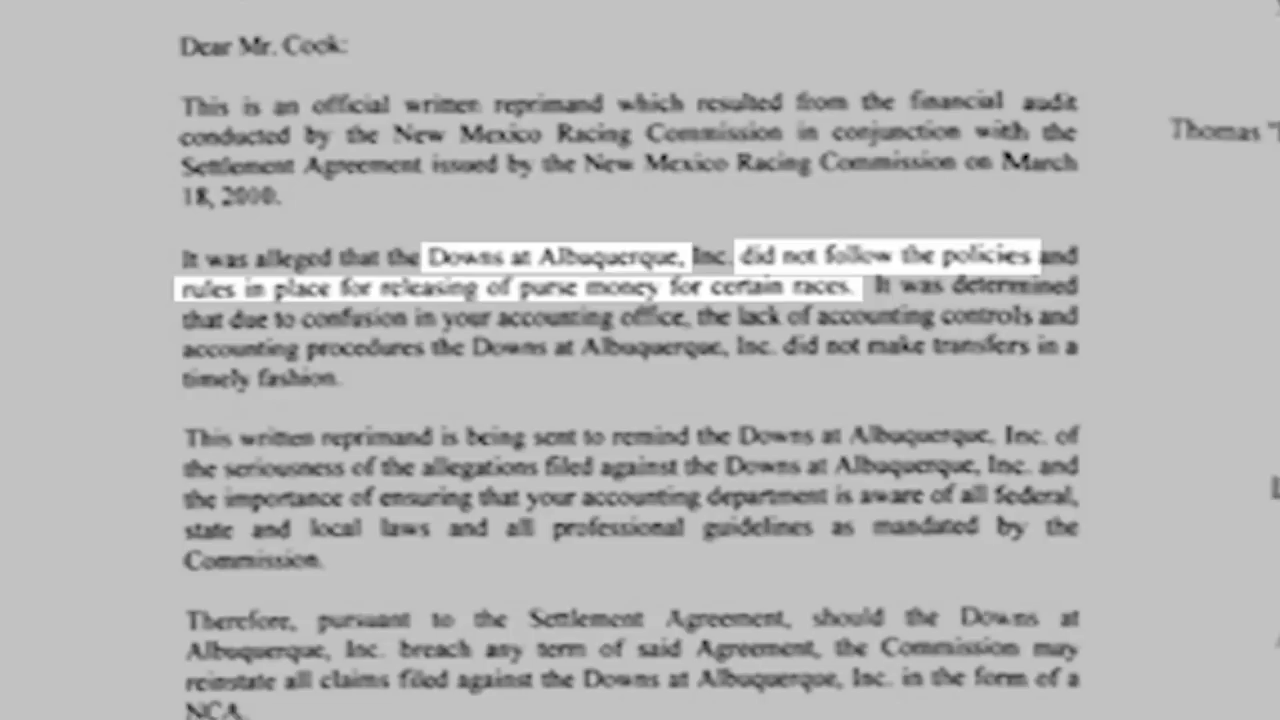 Dear Mr. Cook:
This is an official written reprimand which resulted from the financial audit
conducted by the New Mexico Racing Commission in conjunction with the
Settlement Agreement issued by the New Mexico Racing Commission on March
18, 2010.
It was alleged that the Downs at Albuquerque, Inc. did not follow the policies and
rules in place for releasing of purse money for certain races. It was determined
that due to confusion in your accounting office, the lack of accounting controls and
accounting procedures the Downs at Albuquerque, Inc. did not make transfers in a
timely fashion.
This written reprimand is being sent to remind the Downs at Albuquerque, Inc. of
the seriousness of the allegations filed against the Downs at Albuquerque, Inc. and
the importance of ensuring that your accounting department is aware of all federal,
state and local laws and all professional guidelines as mandated by the
Commission.
Therefore, pursuant to the Settlement Agreement, should the Downs at
Albuquerque, Inc. breach any term of said Agreement, the Commission may
reinstate all claims filed against the Downs at Albuquerque, Inc. in the form of a
NCA.
Thomas